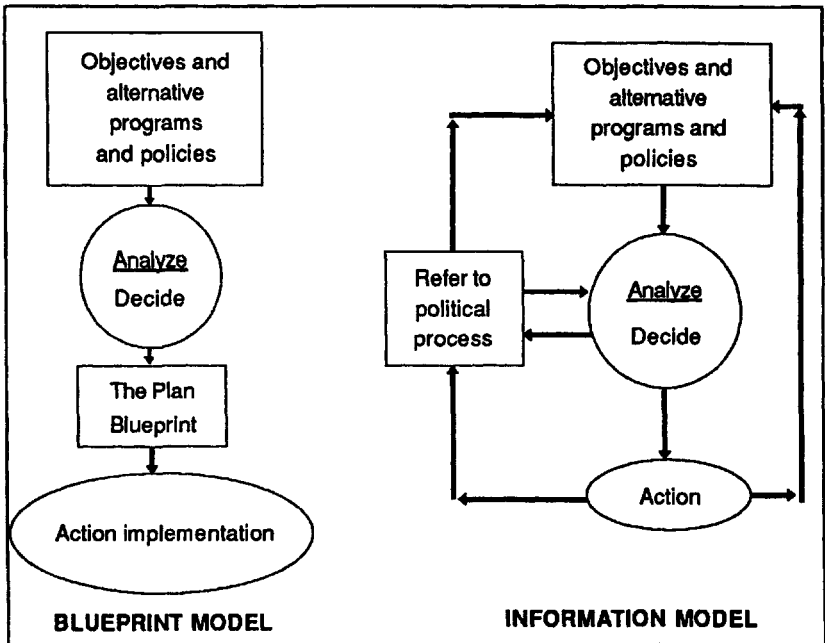 Objectives and
alternative
programs
and policies
Analyze
Decide
The Plan
Blueprint
Action implementation
BLUEPRINT MODEL
Objectives and
alternative
programs and
policies
Refer to
political
process
Analyze
Decide
Action
INFORMATION MODEL